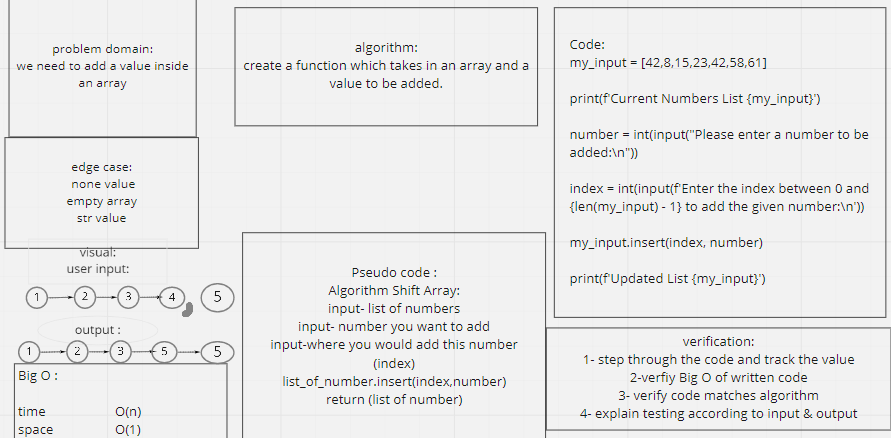 problem domain:
we need to add a value inside
an array
edge case:
none value
empty array
str value
visual:
user input:
1 2 3 4 5
output :
1 2 3 5 5
Big O :
time O(n)
space O(1)
algorithm:
create a function which takes in an array and a
value to be added.
Pseudo code :
Algorithm Shift Array:
input- list of numbers
input- number you want to add
input-where you would add this number
(index)
list_of_number.insert(index,number)
return (list of number)
Code:
my_input = [42,8,15,23,42,58,61]
print(f'Current Numbers List {my_input}')
number = int(input("Please enter a number to be
added:\n"))
index = int(input(f'Enter the index between 0 and
{len(my_input) - 1} to add the given number:\n'))
my_input.insert(index, number)
print(f'Updated List {my_input}')
verification:
1- step through the code and track the value
2-verfiy Big O of written code
3- verify code matches algorithm
4- explain testing according to input & output